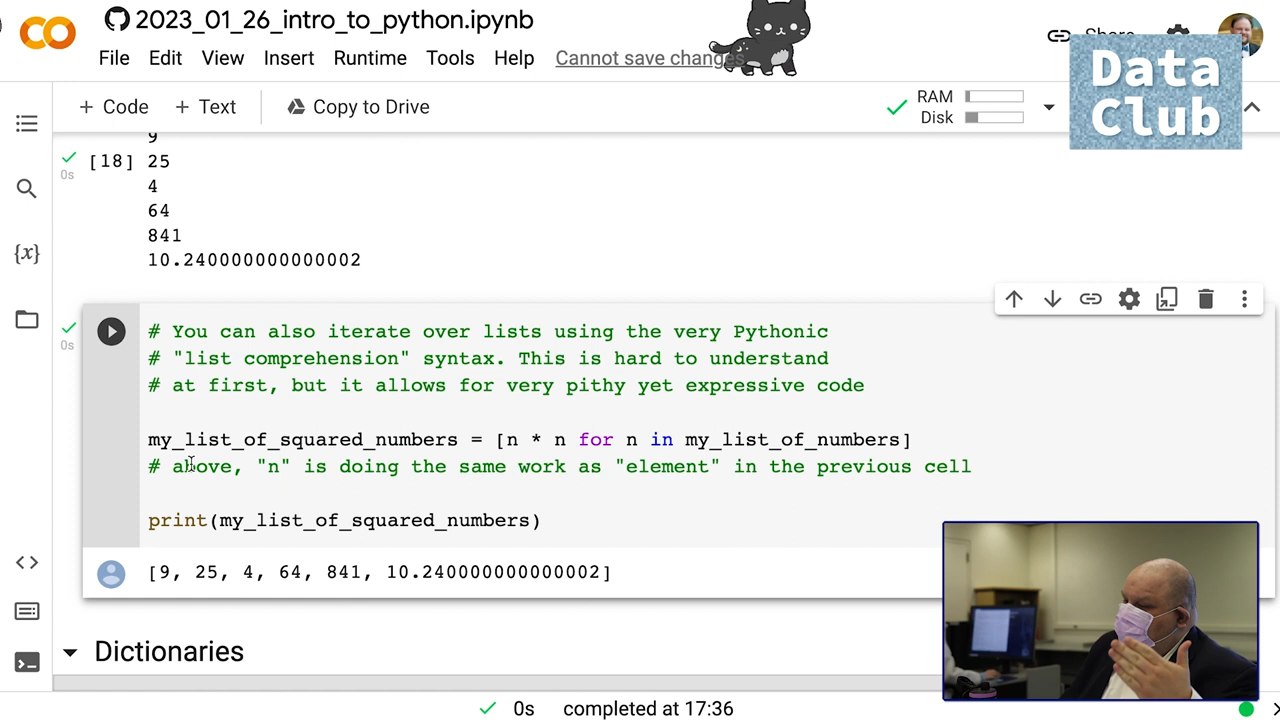 2023_01_26_intro_to_python.ipynb
File Edit View Insert Runtime Tools Help Cannot save changes
Share
Data
Club
+ Code + Text Copy to Drive
RAM
Disk
9
[18] 25
0s
4
64
841
10.240000000000002
0s
# You can also iterate over lists using the very Pythonic
# "list comprehension" syntax. This is hard to understand
# at first, but it allows for very pithy yet expressive code
my_list_of_squared_numbers = [n * n for n in my_list_of_numbers]
# above, "n" is doing the same work as "element" in the previous cell
print(my_list_of_squared_numbers)
[9, 25, 4, 64, 841, 10.240000000000002]
Dictionaries
0s completed at 17:36
{x}